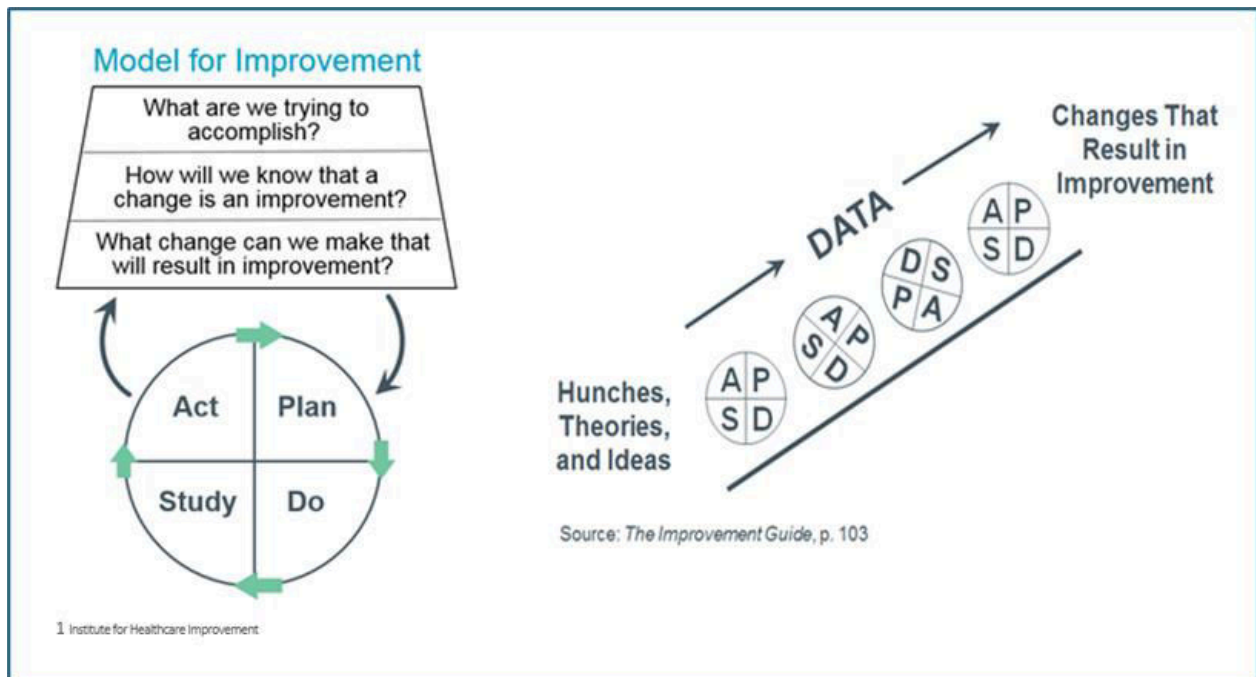 Model for Improvement
What are we trying to
accomplish?
How will we know that a
change is an improvement?
What change can we make that
will result in improvement?
Act
Plan
Study
Do
1 Institute for Healthcare Improvement
Changes That
Result in
Improvement
DATA
A P
S D
A P
S D
D S
P A
A P
S D
Hunches,
Theories,
and Ideas
Source: The Improvement Guide, p. 103